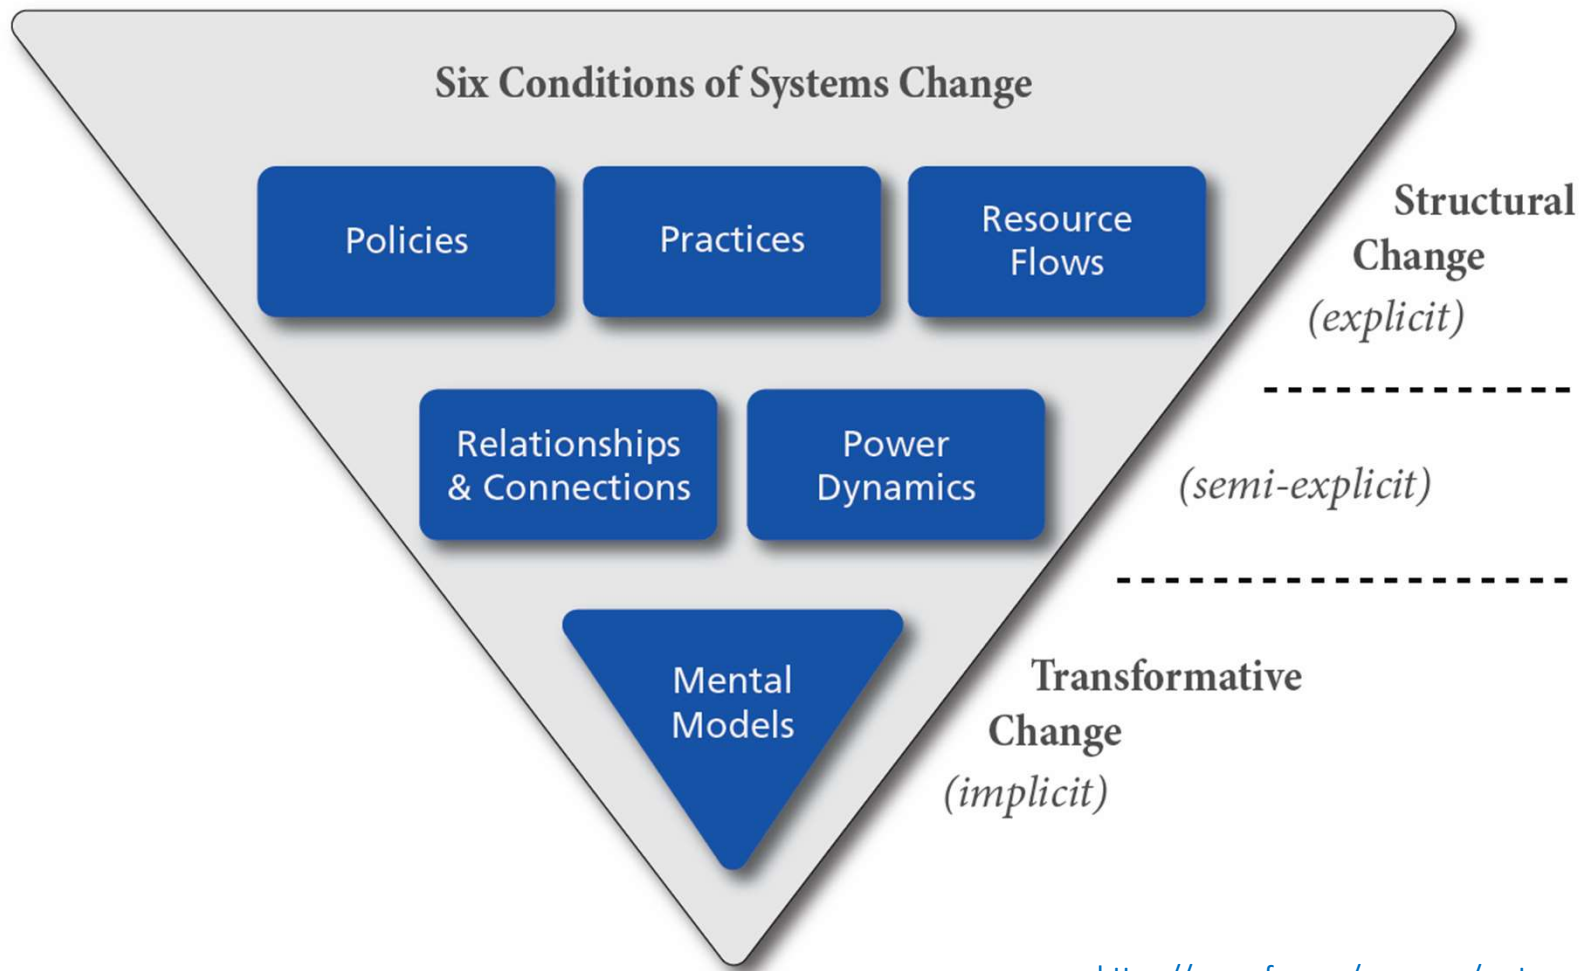 Six Conditions of Systems Change
Policies
Practices
Resource
Flows
Structural
Change
(explicit)
Relationships
& Connections
Power
Dynamics
(semi-explicit)
Mental
Models
Transformative
Change
(implicit)